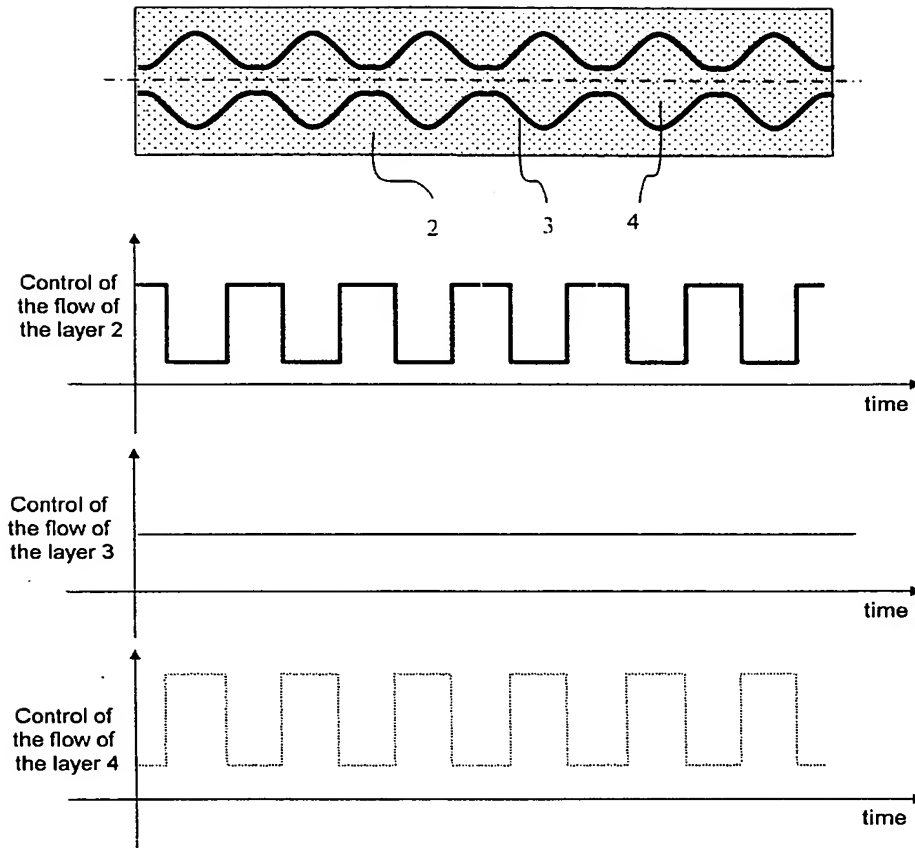 2
3
4
Control of
the flow of
the layer 2
time
Control of
the flow of
the layer 3
time
Control of
the flow of
the layer 4
time